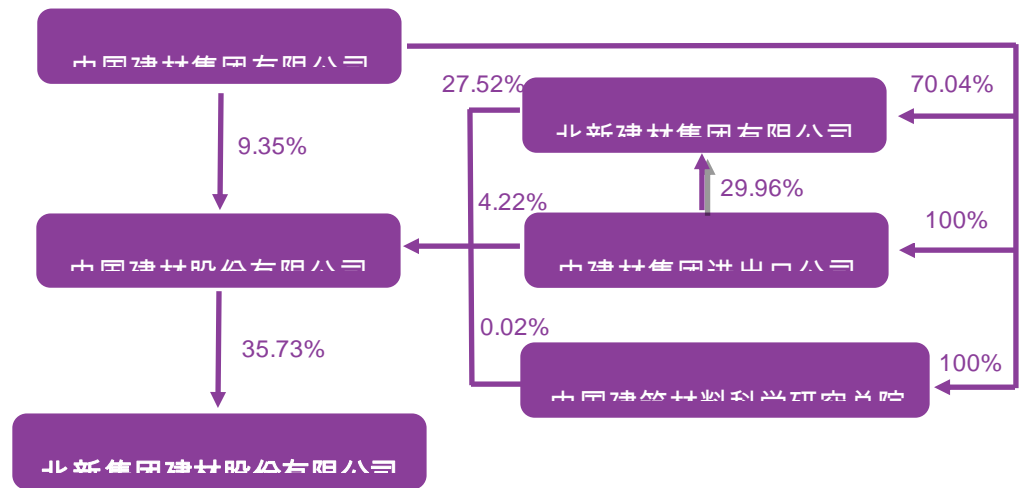 中国建材集团有限公司
27.52%
70.04%
北新建材集团有限公司
9.35%
29.96%
4.22%
100%
中国建材股份有限公司
中建材集团进出口公司
0.02%
35.73%
100%
中国建筑材料科学研究总院
北新集团建材股份有限公司